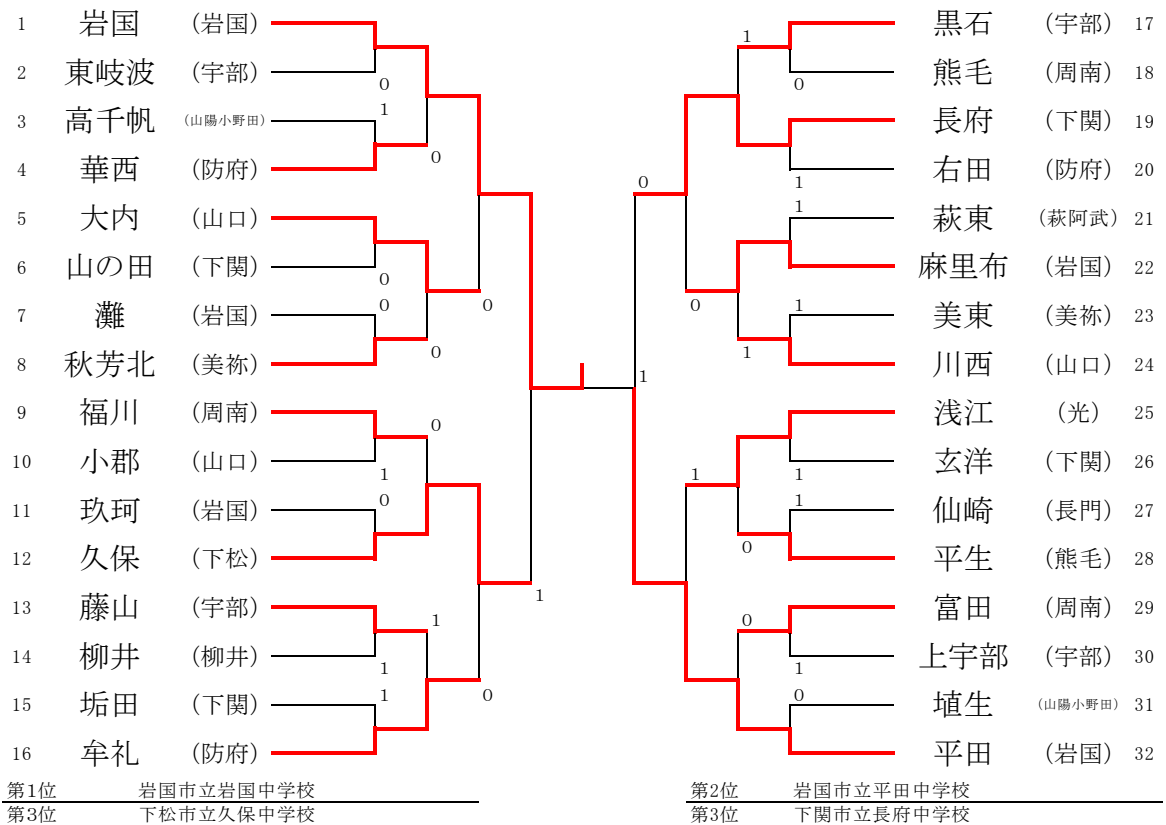 1 岩国 (岩国)
2 東岐波 (宇部)
0
3 高千帆 (山陽小野田)
1
4 華西 (防府)
0
5 大内 (山口)
6 山の田 (下関)
0
7 灘 (岩国)
0
0
8 秋芳北 (美祢)
0
9 福川 (周南)
0
10 小郡 (山口)
1
11 玖珂 (岩国)
0
12 久保 (下松)
1
13 藤山 (宇部)
1
14 柳井 (柳井)
1
15 垢田 (下関)
1
0
16 牟礼 (防府)
黒石 (宇部) 17
1
熊毛 (周南) 18
0
長府 (下関) 19
右田 (防府) 20
1
0
萩東 (萩阿武) 21
1
麻里布 (岩国) 22
美東 (美祢) 23
1
0
川西 (山口) 24
1
1
浅江 (光) 25
玄洋 (下関) 26
1
1
仙崎 (長門) 27
1
平生 (熊毛) 28
0
富田 (周南) 29
0
上宇部 (宇部) 30
1
埴生 (山陽小野田) 31
0
平田 (岩国) 32
第1位 岩国市立岩国中学校
第3位 下松市立久保中学校
第2位 岩国市立平田中学校
第3位 下関市立長府中学校